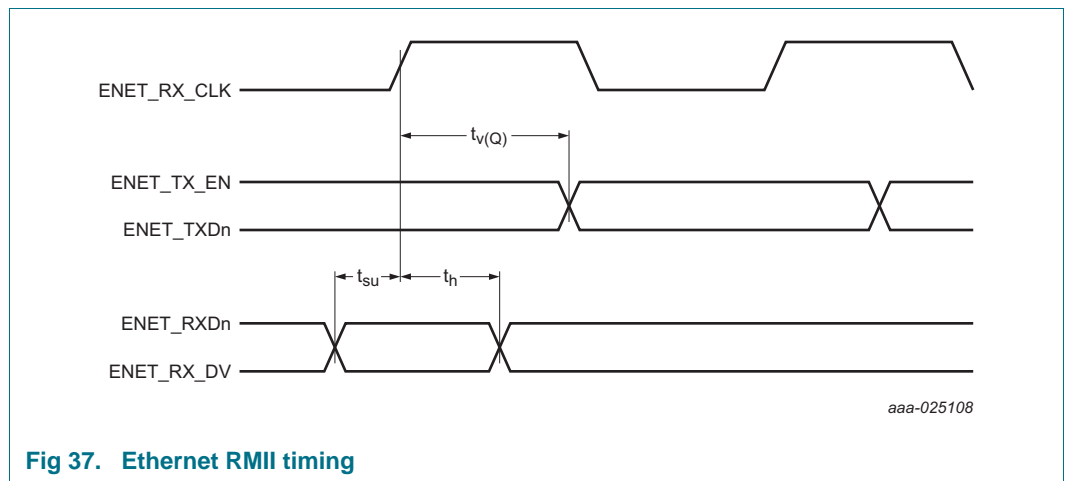 ENET_RX_CLK
tv(Q)
ENET_TX_EN
ENET_TXDn
tsu
th
ENET_RXDn
ENET_RX_DV
aaa-025108
Fig 37. Ethernet RMII timing